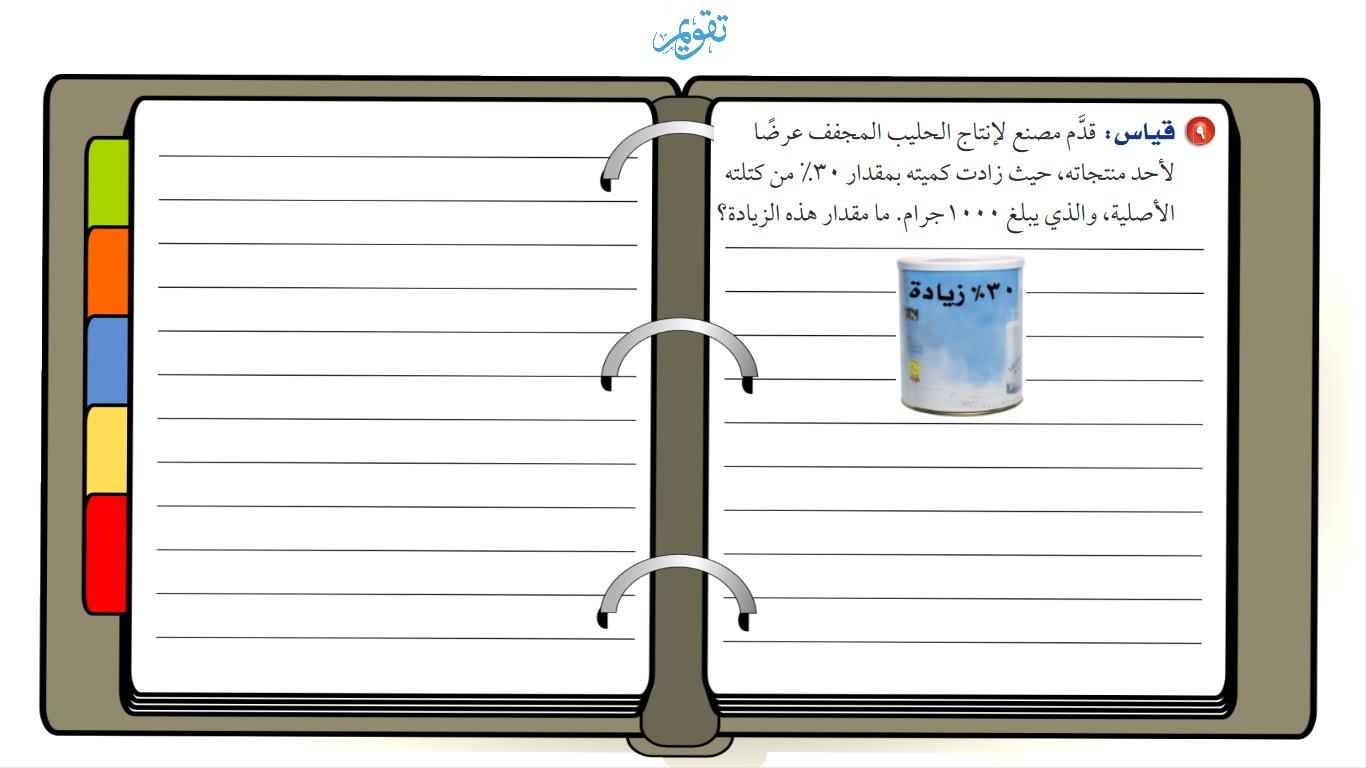 تقويم
٩ قياس: قدَّم مصنع لإنتاج الحليب المجفف عرضًا
لأحد منتجاته، حيث زادت كميته بمقدار ٣٠٪ من كتلته
الأصلية، والذي يبلغ ١٠٠٠ جرام. ما مقدار هذه الزيادة؟
٣٠٪ زيادة